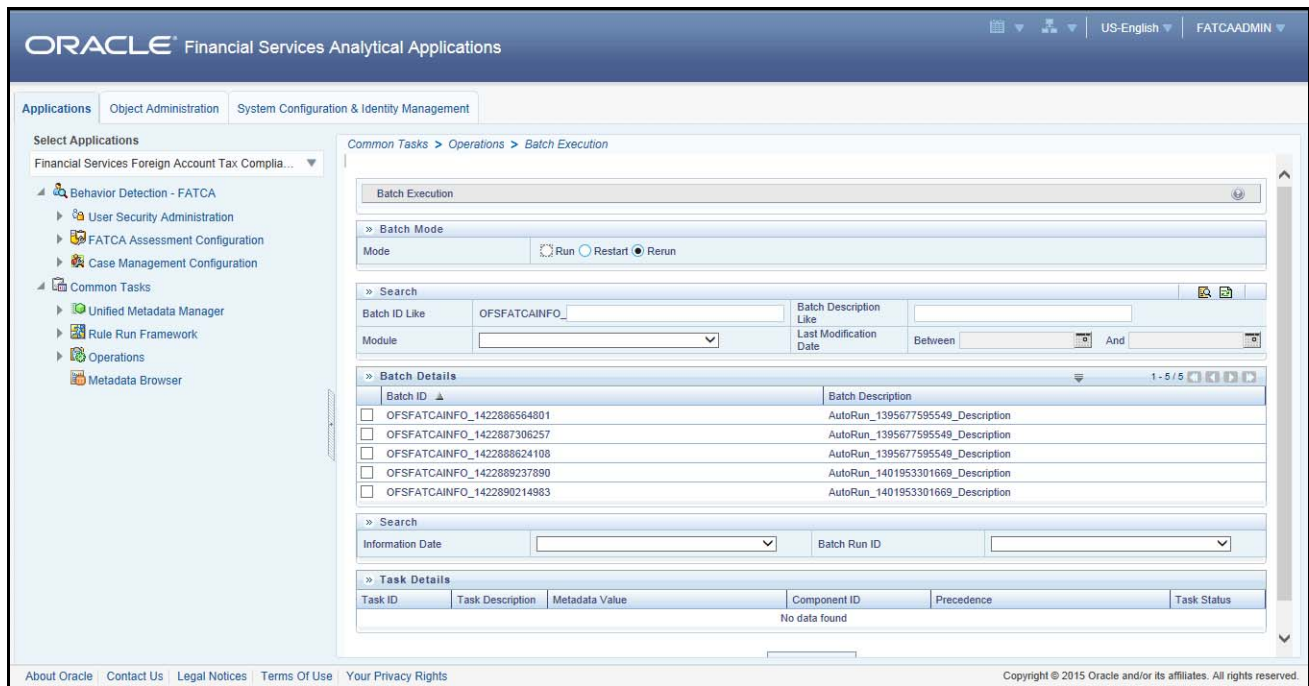 ORACLE® Financial Services Analytical Applications
US-English
FATCAADMIN
Applications
Object Administration
System Configuration & Identity Management
Select Applications
Financial Services Foreign Account Tax Complia...
Behavior Detection - FATCA
User Security Administration
FATCA Assessment Configuration
Case Management Configuration
Common Tasks
Unified Metadata Manager
Rule Run Framework
Operations
Metadata Browser
Common Tasks > Operations > Batch Execution
Batch Execution
» Batch Mode
Mode Run Restart Rerun
» Search
Batch ID Like OFSFATCAINFO_ Batch Description Like
Module Last Modification Date Between And
» Batch Details 1 - 5 / 5
Batch ID Batch Description
OFSFATCAINFO_1422886564801 AutoRun_1395677595549_Description
OFSFATCAINFO_1422887306257 AutoRun_1395677595549_Description
OFSFATCAINFO_1422888624108 AutoRun_1395677595549_Description
OFSFATCAINFO_1422889237890 AutoRun_1401953301669_Description
OFSFATCAINFO_1422890214983 AutoRun_1401953301669_Description
» Search
Information Date Batch Run ID
» Task Details
Task ID Task Description Metadata Value Component ID Precedence Task Status
No data found
About Oracle Contact Us Legal Notices Terms Of Use Your Privacy Rights Copyright © 2015 Oracle and/or its affiliates. All rights reserved.